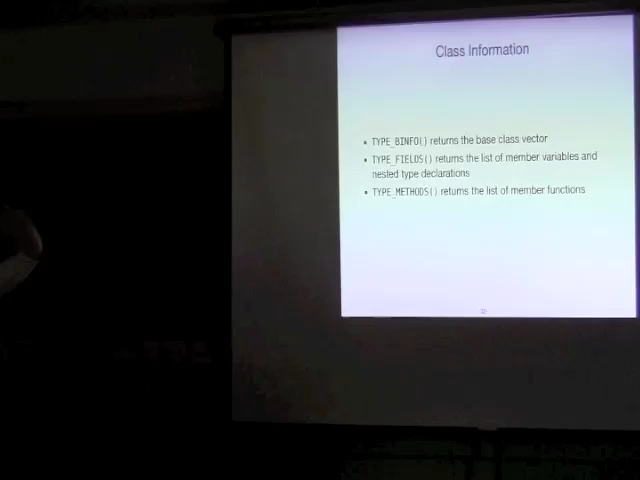 Class Information
• TYPE_BINFO() returns the base class vector
• TYPE_FIELDS() returns the list of member variables and
nested type declarations
• TYPE_METHODS() returns the list of member functions